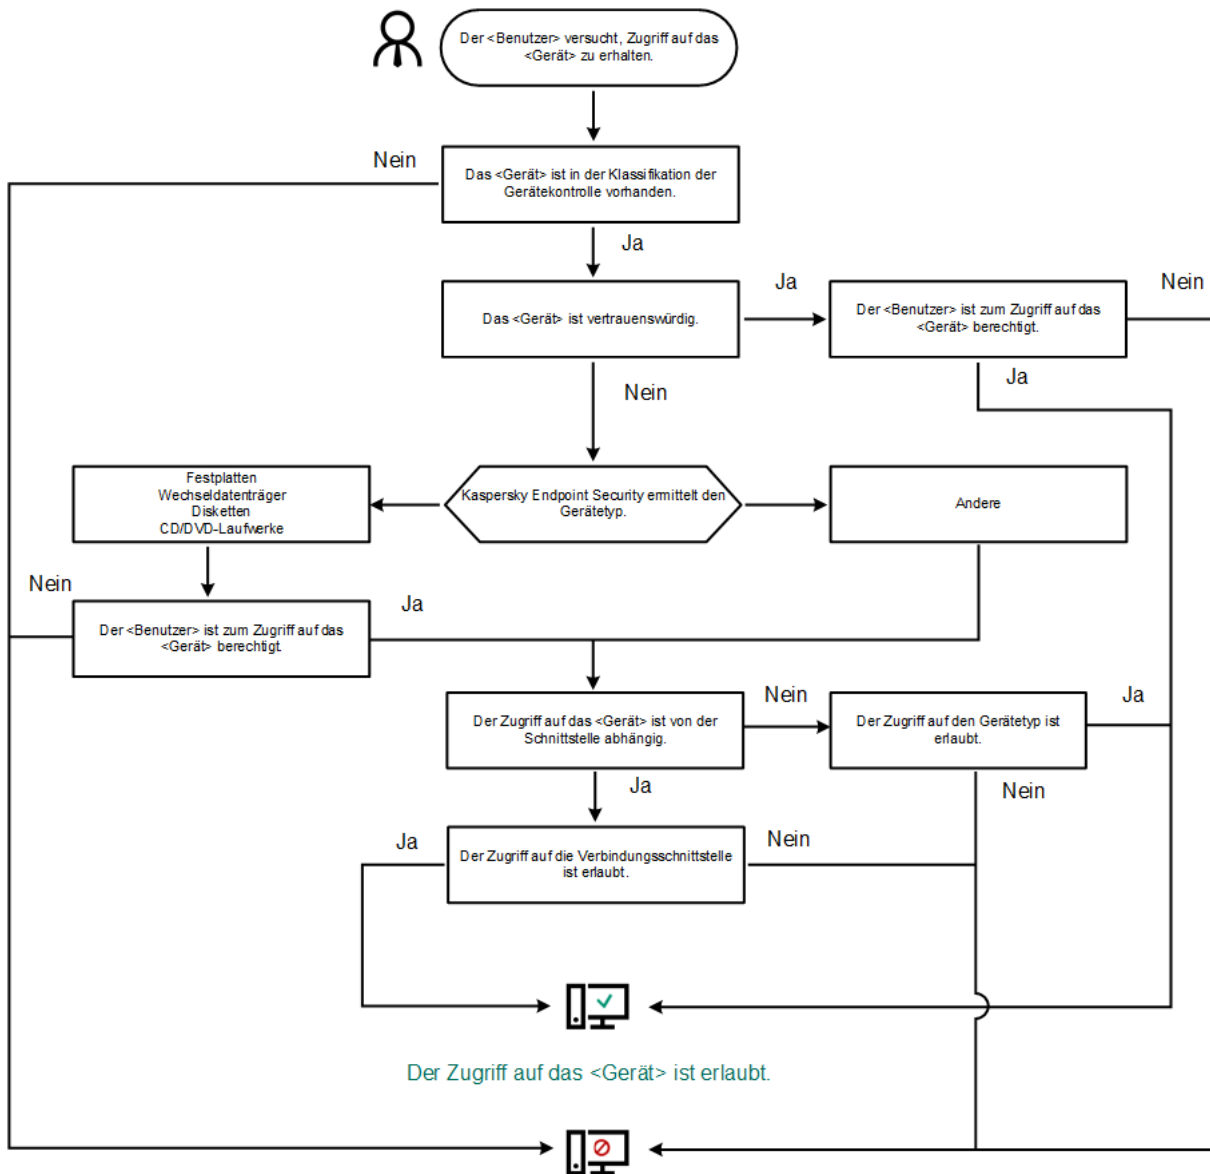 Der <Benutzer> versucht, Zugriff auf das
<Gerät> zu erhalten.
Nein
Das <Gerät> ist in der Klassifikation der
Gerätekontrolle vorhanden.
Ja
Das <Gerät> ist vertrauenswürdig.
Ja
Der <Benutzer> ist zum Zugriff auf das
<Gerät> berechtigt.
Nein
Ja
Nein
Festplatten
Wechseldatenträger
Disketten
CD/DVD-Laufwerke
Kaspersky Endpoint Security ermittelt den
Gerätetyp.
Andere
Nein
Der <Benutzer> ist zum Zugriff auf das
<Gerät> berechtigt.
Ja
Der Zugriff auf das <Gerät> ist von der
Schnittstelle abhängig.
Nein
Der Zugriff auf den Gerätetyp ist
erlaubt.
Ja
Ja
Nein
Ja
Der Zugriff auf die Verbindungsschnittstelle
ist erlaubt.
Nein
Der Zugriff auf das <Gerät> ist erlaubt.